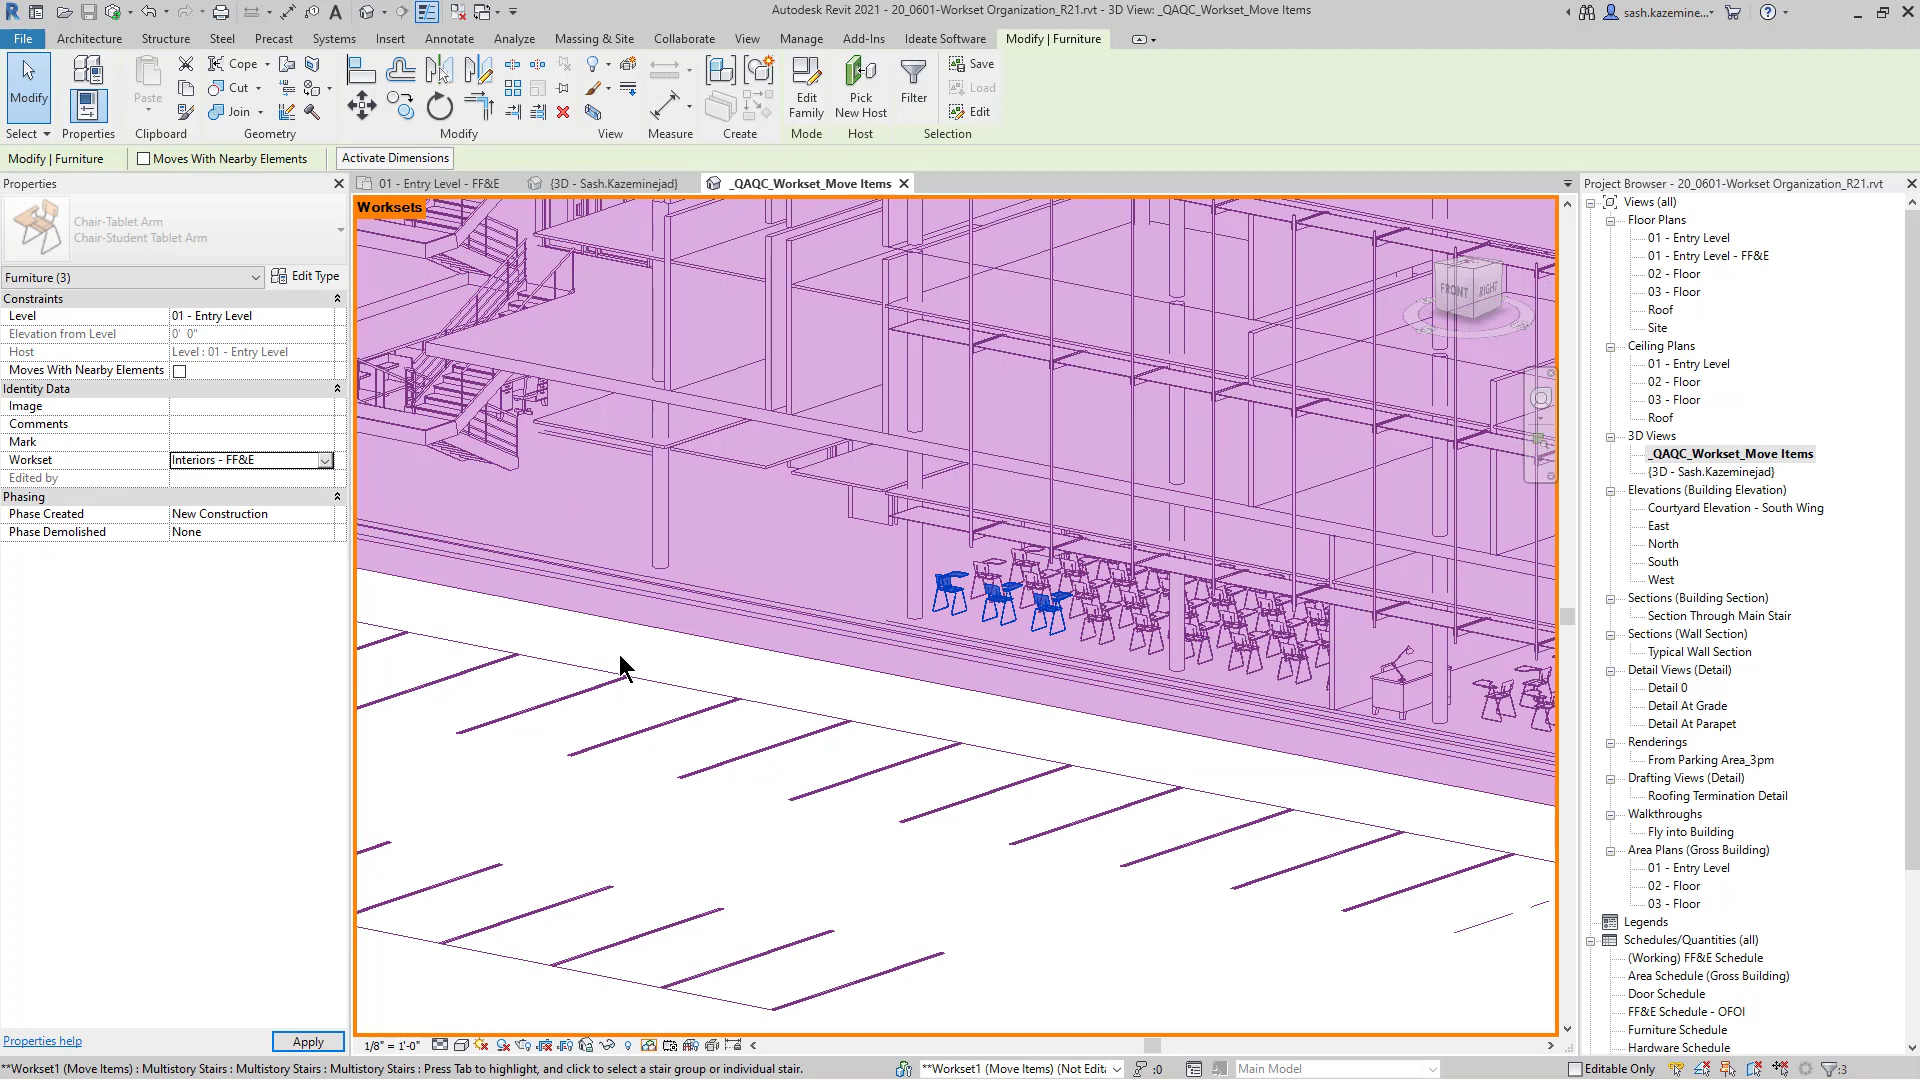 Autodesk Revit 2021 - 20_0601-Workset Organization_R21.rvt - 3D View: _QAQC_Workset_Move Items
sash.kazemine...
File Architecture Structure Steel Precast Systems Insert Annotate Analyze Massing & Site Collaborate View Manage Add-Ins Ideate Software Modify | Furniture
Cope
Save
Cut
Load
Modify
Paste
Edit Family
Pick New Host
Filter
Join
Edit
Select Properties Clipboard Geometry Modify View Measure Create Mode Host Selection
Modify | Furniture Moves With Nearby Elements Activate Dimensions
Properties
Chair-Tablet Arm
Chair-Student Tablet Arm
Furniture (3) Edit Type
Constraints
Level 01 - Entry Level
Elevation from Level 0' 0"
Host Level : 01 - Entry Level
Moves With Nearby Elements
Identity Data
Image
Comments
Mark
Workset Interiors - FF&E
Edited by
Phasing
Phase Created New Construction
Phase Demolished None
Properties help Apply
01 - Entry Level - FF&E {3D - Sash.Kazeminejad} _QAQC_Workset_Move Items
Worksets
FRONT RIGHT
1/8" = 1'-0"
Project Browser - 20_0601-Workset Organization_R21.rvt
Views (all)
Floor Plans
01 - Entry Level
01 - Entry Level - FF&E
02 - Floor
03 - Floor
Roof
Site
Ceiling Plans
01 - Entry Level
02 - Floor
03 - Floor
Roof
3D Views
_QAQC_Workset_Move Items
{3D - Sash.Kazeminejad}
Elevations (Building Elevation)
Courtyard Elevation - South Wing
East
North
South
West
Sections (Building Section)
Section Through Main Stair
Sections (Wall Section)
Typical Wall Section
Detail Views (Detail)
Detail 0
Detail At Grade
Detail At Parapet
Renderings
From Parking Area_3pm
Drafting Views (Detail)
Roofing Termination Detail
Walkthroughs
Fly into Building
Area Plans (Gross Building)
01 - Entry Level
02 - Floor
03 - Floor
Legends
Schedules/Quantities (all)
(Working) FF&E Schedule
Area Schedule (Gross Building)
Door Schedule
FF&E Schedule - OFOI
Furniture Schedule
Hardware Schedule
**Workset1 (Move Items) : Multistory Stairs : Multistory Stairs : Multistory Stairs : Press Tab to highlight, and click to select a stair group or individual stair. **Workset1 (Move Items) (Not Edit :0 Main Model Editable Only :3